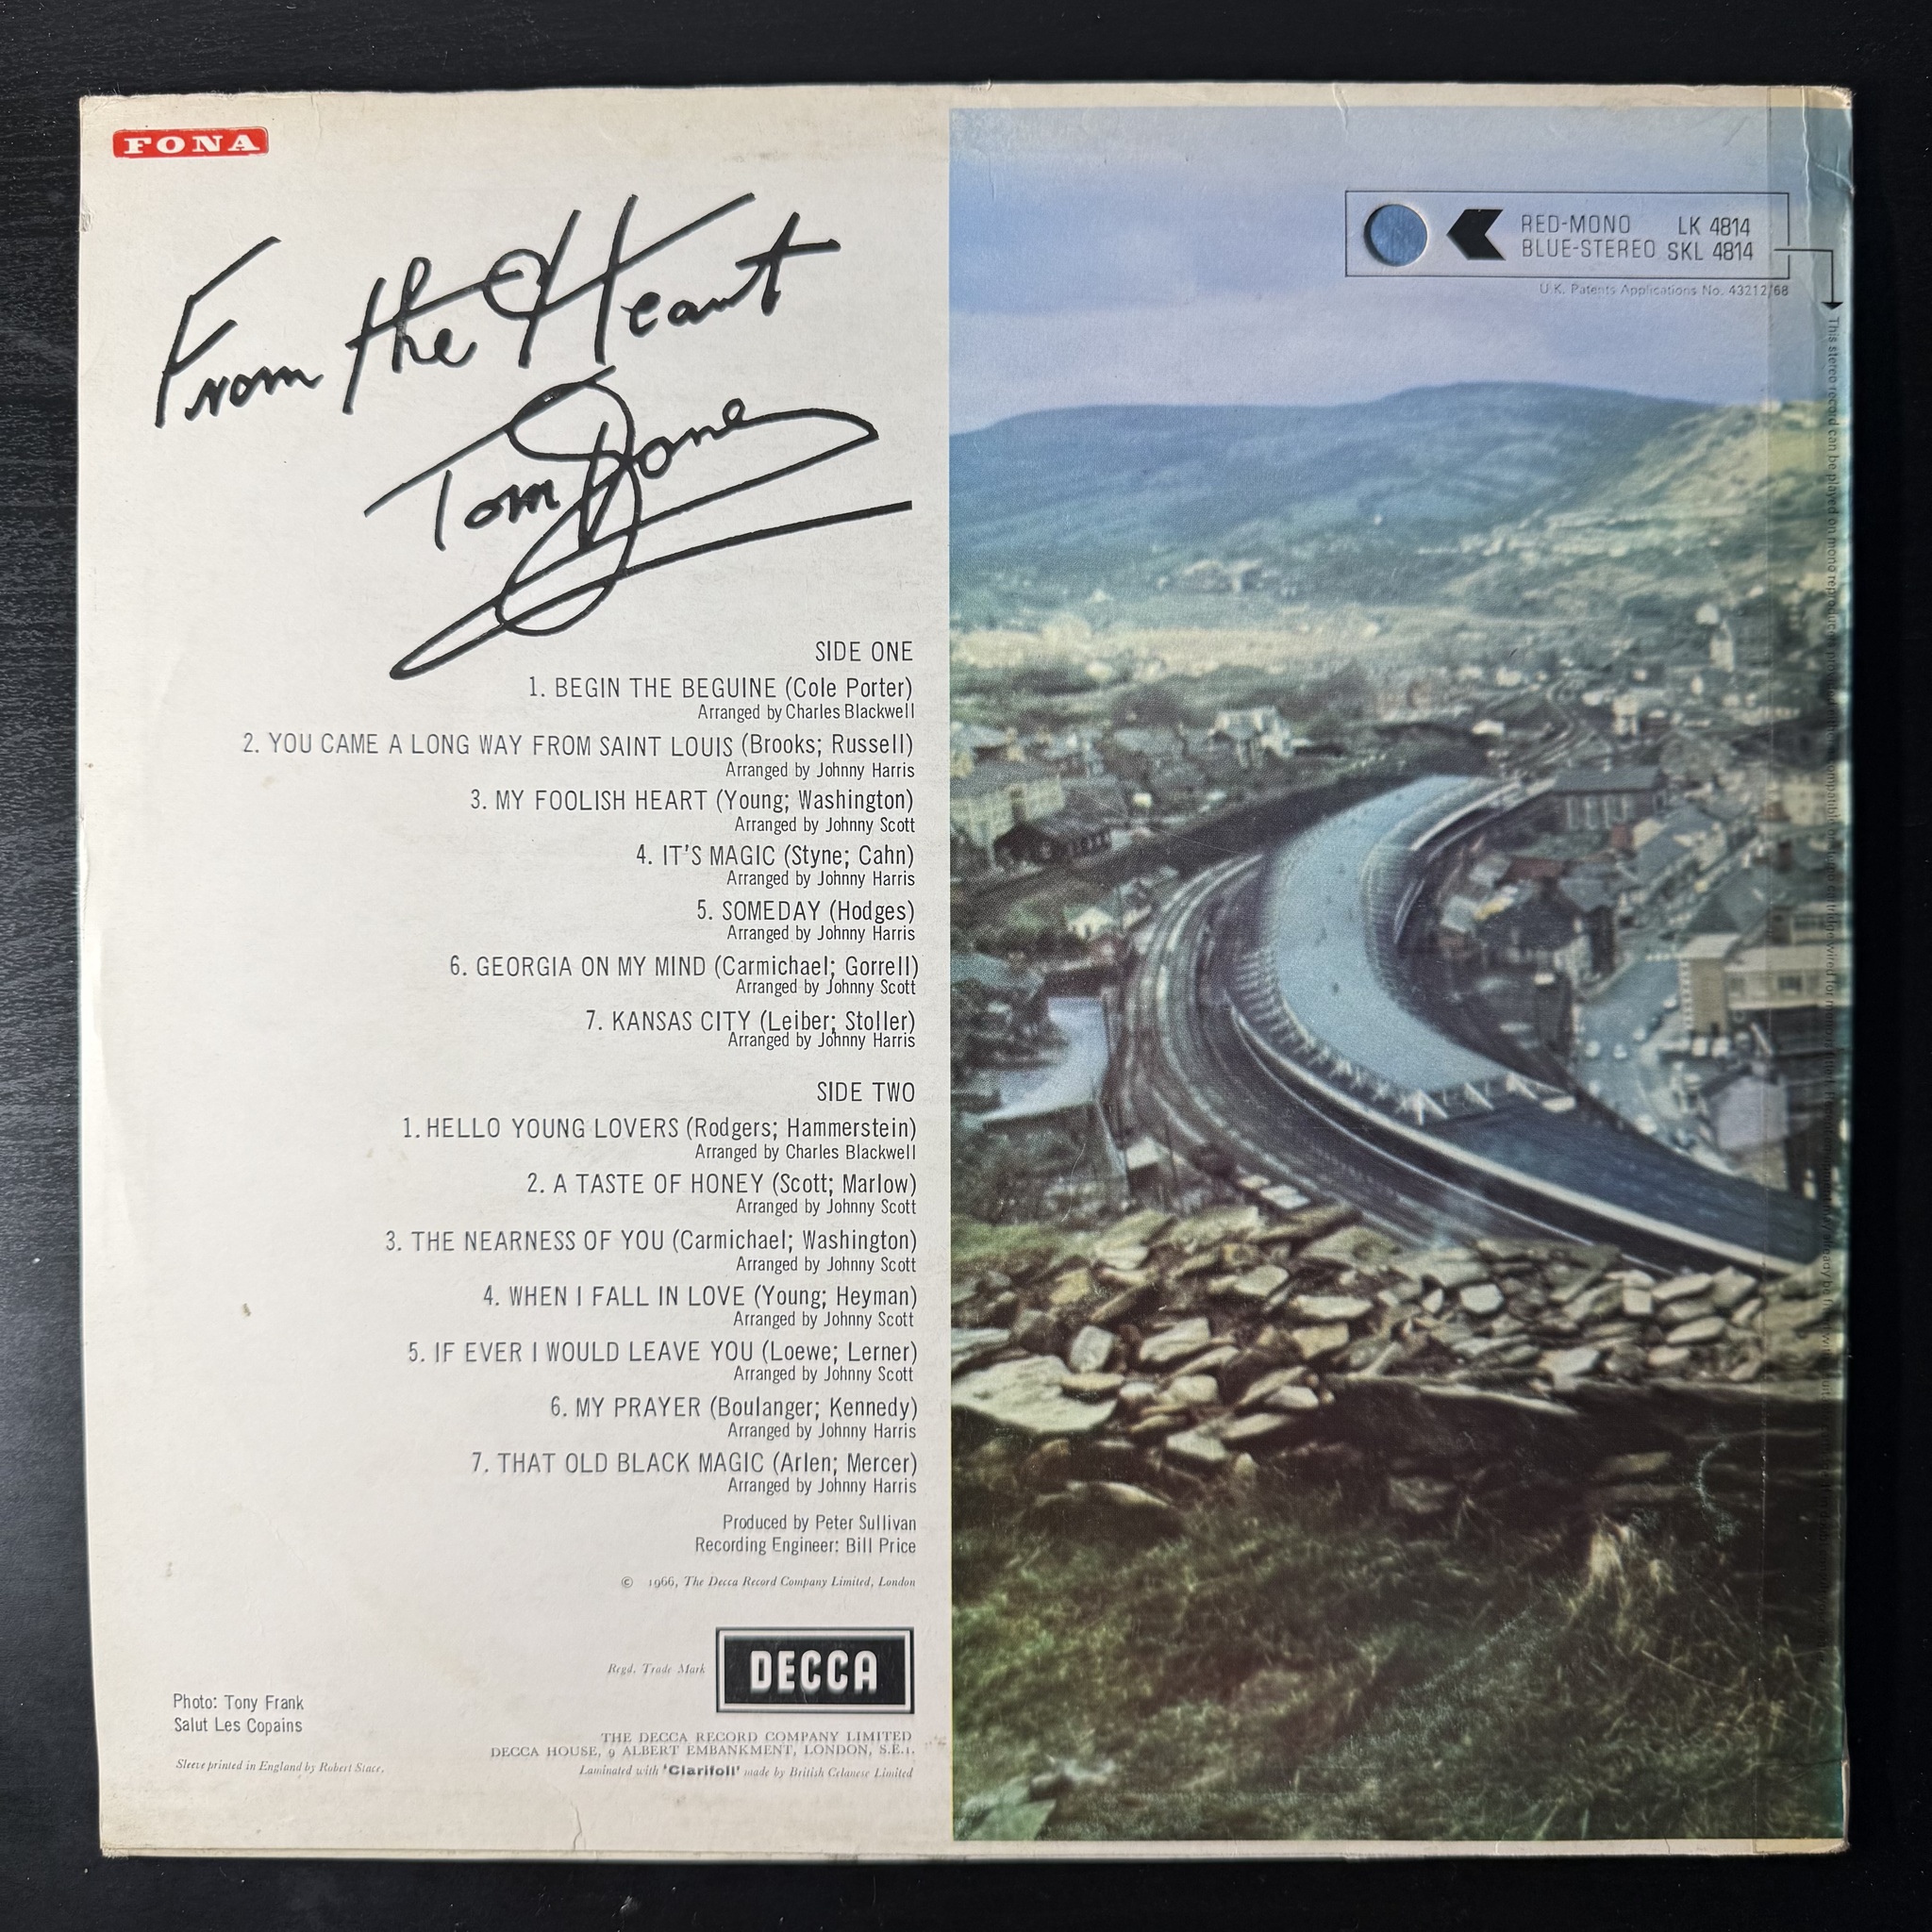 FONA
From the Heart
Tom Jones
RED-MONO LK 4814
BLUE-STEREO SKL 4814
U.K. Patents Applications No. 43212/68
This stereo record can be played on mono reproducers provided
SIDE ONE
1. BEGIN THE BEGUINE (Cole Porter)
Arranged by Charles Blackwell
2. YOU CAME A LONG WAY FROM SAINT LOUIS (Brooks; Russell)
Arranged by Johnny Harris
3. MY FOOLISH HEART (Young; Washington)
Arranged by Johnny Scott
4. IT'S MAGIC (Styne; Cahn)
Arranged by Johnny Harris
5. SOMEDAY (Hodges)
Arranged by Johnny Harris
6. GEORGIA ON MY MIND (Carmichael; Gorrell)
Arranged by Johnny Scott
7. KANSAS CITY (Leiber; Stoller)
Arranged by Johnny Harris
SIDE TWO
1. HELLO YOUNG LOVERS (Rodgers; Hammerstein)
Arranged by Charles Blackwell
2. A TASTE OF HONEY (Scott; Marlow)
Arranged by Johnny Scott
3. THE NEARNESS OF YOU (Carmichael; Washington)
Arranged by Johnny Scott
4. WHEN I FALL IN LOVE (Young; Heyman)
Arranged by Johnny Scott
5. IF EVER I WOULD LEAVE YOU (Loewe; Lerner)
Arranged by Johnny Scott
6. MY PRAYER (Boulanger; Kennedy)
Arranged by Johnny Harris
7. THAT OLD BLACK MAGIC (Arlen; Mercer)
Arranged by Johnny Harris
Produced by Peter Sullivan
Recording Engineer: Bill Price
© 1966, The Decca Record Company Limited, London
Regd. Trade Mark
DECCA
Photo: Tony Frank
Salut Les Copains
THE DECCA RECORD COMPANY LIMITED
DECCA HOUSE, 9 ALBERT EMBANKMENT, LONDON, S.E.1.
Sleeve printed in England by Robert Stace.
Laminated with 'Clarifoil' made by British Celanese Limited